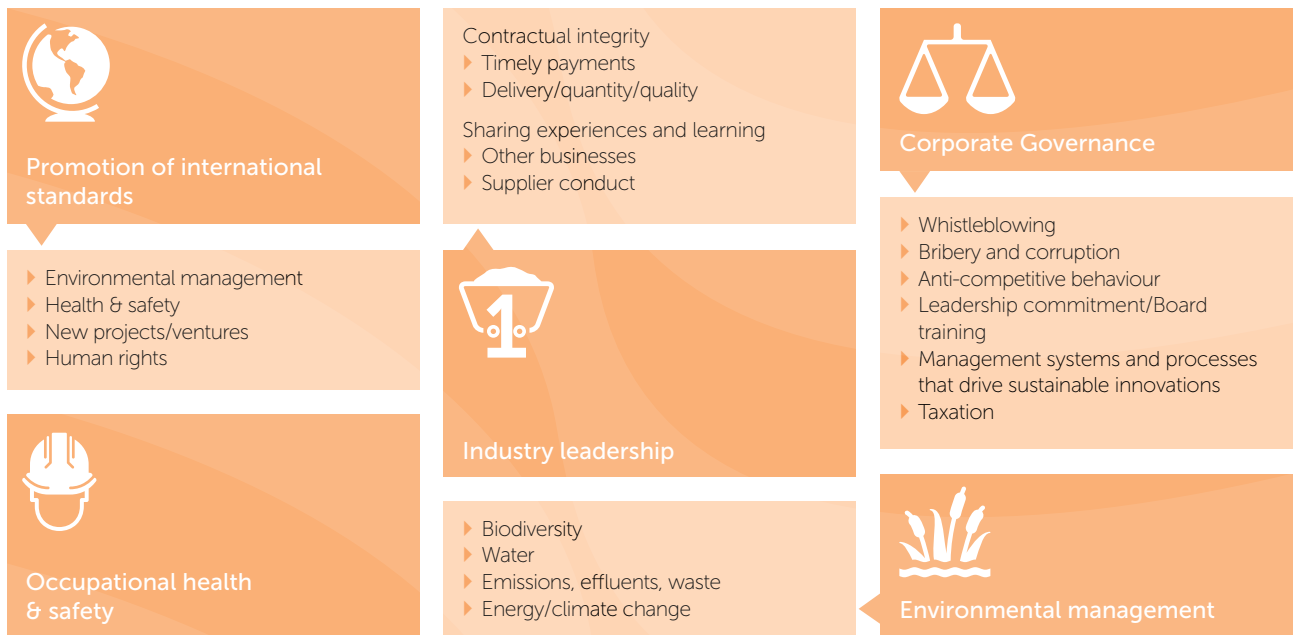 Promotion of international
standards
Environmental management
Health & safety
New projects/ventures
Human rights
Occupational health
& safety
Contractual integrity
Timely payments
Delivery/quantity/quality
Sharing experiences and learning
Other businesses
Supplier conduct
1
Industry leadership
Biodiversity
Water
Emissions, effluents, waste
Energy/climate change
Corporate Governance
Whistleblowing
Bribery and corruption
Anti-competitive behaviour
Leadership commitment/Board
training
Management systems and processes
that drive sustainable innovations
Taxation
Environmental management